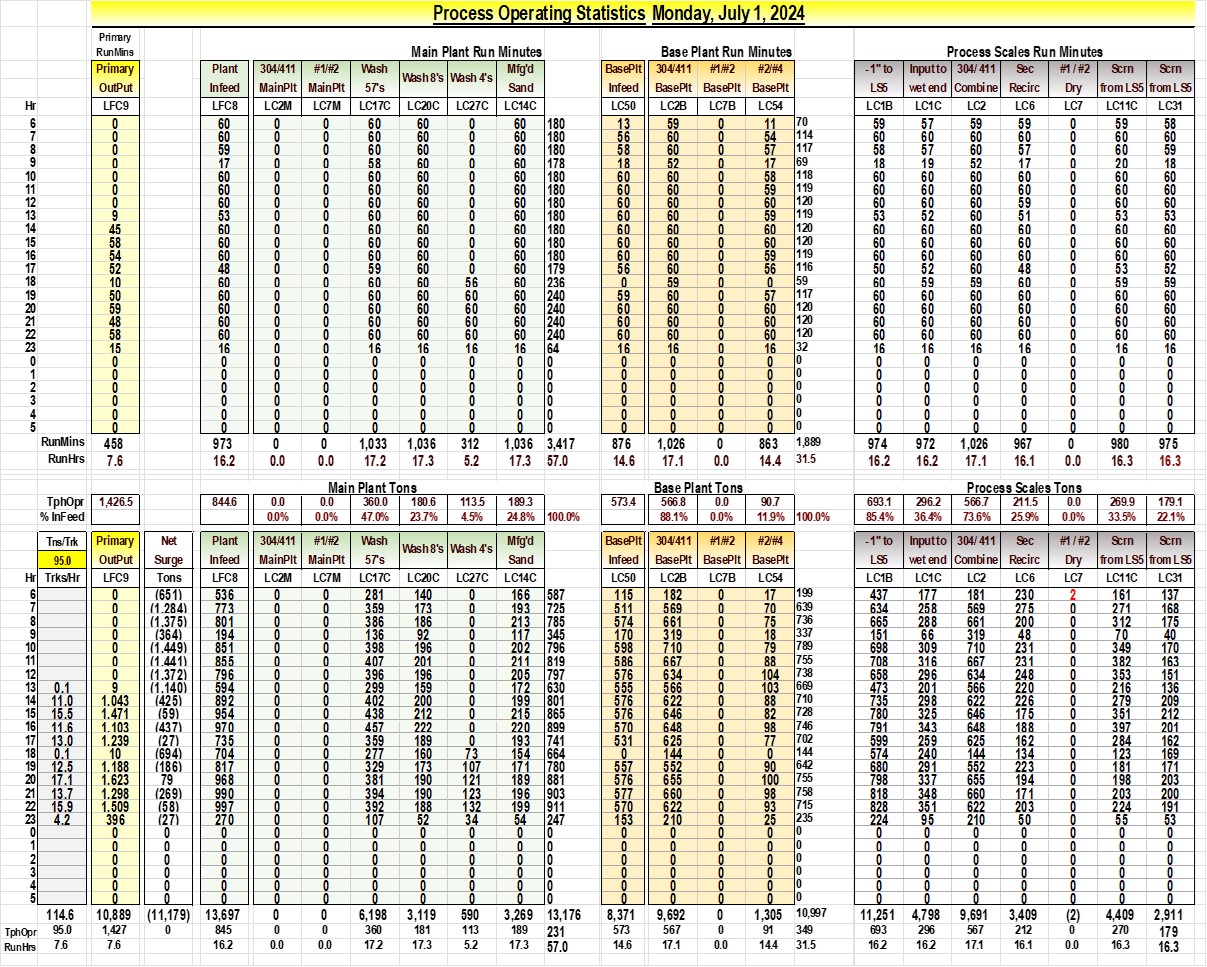 Process Operating Statistics Monday, July 1, 2024
Primary
RunMins Main Plant Run Minutes Base Plant Run Minutes Process Scales Run Minutes
Primary Plant 304/411 #1/#2 Wash Wash 8's Wash 4's Mfg'd BasePlt 304/411 #1/#2 #2/#4 -1" to Input to 304/ 411 Sec #1 / #2 Scrn Scrn
OutPut Infeed MainPlt MainPlt 57's Sand Infeed BasePlt BasePlt BasePlt LS5 wet end Combine Recirc Dry from LS5 from LS5
Hr LFC9 LFC8 LC2M LC7M LC17C LC20C LC27C LC14C LC50 LC2B LC7B LC54 LC1B LC1C LC2 LC6 LC7 LC11C LC31
6 0 60 0 0 60 60 0 60 180 13 59 0 11 70 59 57 59 59 0 59 58
7 0 60 0 0 60 60 0 60 180 56 60 0 54 114 60 60 60 60 0 60 60
8 0 59 0 0 60 60 0 60 180 58 60 0 57 117 58 57 60 58 0 60 59
9 0 17 0 0 58 60 0 60 178 18 52 0 17 69 18 19 52 17 0 20 18
10 0 60 0 0 60 60 0 60 180 60 60 0 58 118 60 60 60 60 0 60 60
11 0 60 0 0 60 60 0 60 180 60 60 0 59 119 60 60 60 60 0 60 60
12 0 60 0 0 60 60 0 60 180 60 60 0 60 120 60 60 60 59 0 60 60
13 9 53 0 0 60 60 0 60 180 60 60 0 59 119 53 52 60 51 0 53 53
14 45 60 0 0 60 60 0 60 180 60 60 0 60 120 60 60 60 60 0 60 60
15 58 60 0 0 60 60 0 60 180 60 60 0 60 120 60 60 60 60 0 60 60
16 54 60 0 0 60 60 0 60 180 60 60 0 59 119 60 60 60 60 0 60 60
17 52 48 0 0 59 60 0 60 179 56 60 0 56 116 50 52 60 48 0 53 52
18 10 60 0 0 60 60 56 60 236 0 59 0 0 59 60 59 59 60 0 59 59
19 50 60 0 0 60 60 60 60 240 59 60 0 57 117 60 60 60 60 0 60 60
20 59 60 0 0 60 60 60 60 240 60 60 0 60 120 60 60 60 60 0 60 60
21 48 60 0 0 60 60 60 60 240 60 60 0 60 120 60 60 60 60 0 60 60
22 58 60 0 0 60 60 60 60 240 60 60 0 60 120 60 60 60 60 0 60 60
23 15 16 0 0 16 16 16 16 64 16 16 0 16 32 16 16 16 16 0 16 16
0 0 0 0 0 0 0 0 0 0 0 0 0 0 0 0 0 0 0 0 0 0
1 0 0 0 0 0 0 0 0 0 0 0 0 0 0 0 0 0 0 0 0 0
2 0 0 0 0 0 0 0 0 0 0 0 0 0 0 0 0 0 0 0 0 0
3 0 0 0 0 0 0 0 0 0 0 0 0 0 0 0 0 0 0 0 0 0
4 0 0 0 0 0 0 0 0 0 0 0 0 0 0 0 0 0 0 0 0 0
5 0 0 0 0 0 0 0 0 0 0 0 0 0 0 0 0 0 0 0 0 0
RunMins 458 973 0 0 1,033 1,036 312 1,036 3,417 876 1,026 0 863 1,889 974 972 1,026 967 0 980 975
RunHrs 7.6 16.2 0.0 0.0 17.2 17.3 5.2 17.3 57.0 14.6 17.1 0.0 14.4 31.5 16.2 16.2 17.1 16.1 0.0 16.3 16.3
Main Plant Tons Base Plant Tons Process Scales Tons
TphOpr 1,426.5 844.6 0.0 0.0 360.0 180.6 113.5 189.3 573.4 566.8 0.0 90.7 693.1 296.2 566.7 211.5 0.0 269.9 179.1
% InFeed 0.0% 0.0% 47.0% 23.7% 4.5% 24.8% 100.0% 88.1% 0.0% 11.9% 100.0% 85.4% 36.4% 73.6% 25.9% 0.0% 33.5% 22.1%
Tns/Trk Primary Net Plant 304/411 #1/#2 Wash Wash 8's Wash 4's Mfg'd BasePlt 304/411 #1/#2 #2/#4 -1" to Input to 304/ 411 Sec #1 / #2 Scrn Scrn
95.0 OutPut Surge Infeed MainPlt MainPlt 57's Sand Infeed BasePlt BasePlt BasePlt LS5 wet end Combine Recirc Dry from LS5 from LS5
Hr Trks/Hr LFC9 Tons LFC8 LC2M LC7M LC17C LC20C LC27C LC14C LC50 LC2B LC7B LC54 LC1B LC1C LC2 LC6 LC7 LC11C LC31
6 0 (651) 536 0 0 281 140 0 166 587 115 182 0 17 199 437 177 181 230 2 161 137
7 0 (1.284) 773 0 0 359 173 0 193 725 511 569 0 70 639 634 258 569 275 0 271 168
8 0 (1.375) 801 0 0 386 186 0 213 785 574 661 0 75 736 665 288 661 200 0 312 175
9 0 (364) 194 0 0 136 92 0 117 345 170 319 0 18 337 151 66 319 48 0 70 40
10 0 (1.449) 851 0 0 398 196 0 202 796 698 710 0 79 789 698 309 710 231 0 349 170
11 0 (1.441) 855 0 0 407 201 0 211 819 586 667 0 88 755 708 316 667 231 0 382 163
12 0 (1.372) 796 0 0 396 196 0 205 797 576 634 0 104 738 658 296 634 248 0 353 151
13 0.1 9 (1.140) 594 0 0 299 159 0 172 630 555 566 0 103 669 473 201 566 220 0 216 136
14 11.0 1.043 (425) 892 0 0 402 200 0 199 801 576 622 0 88 710 735 298 622 226 0 279 209
15 15.5 1.471 (59) 954 0 0 438 212 0 215 865 576 646 0 82 728 780 325 646 175 0 351 212
16 11.6 1.103 (437) 970 0 0 457 222 0 220 899 570 648 0 98 746 791 343 648 188 0 397 201
17 13.0 1.239 (27) 735 0 0 359 189 0 193 741 531 625 0 77 702 599 259 625 162 0 284 162
18 0.1 10 (694) 704 0 0 277 160 73 154 664 0 144 0 0 144 574 240 144 134 0 123 169
19 12.5 1.188 (186) 817 0 0 329 173 107 171 780 557 552 0 90 642 680 291 552 223 0 181 171
20 17.1 1.623 79 968 0 0 381 190 121 189 881 576 655 0 100 755 798 337 655 194 0 198 203
21 13.7 1.298 (269) 990 0 0 394 190 123 196 903 577 660 0 98 758 818 348 660 171 0 203 200
22 15.9 1.509 (58) 997 0 0 392 188 132 199 911 570 622 0 93 715 828 351 622 203 0 224 191
23 4.2 396 (27) 270 0 0 107 52 34 54 247 153 210 0 25 235 224 95 210 50 0 55 53
0 0 0 0 0 0 0 0 0 0 0 0 0 0 0 0 0 0 0 0 0 0 0
1 0 0 0 0 0 0 0 0 0 0 0 0 0 0 0 0 0 0 0 0 0 0
2 0 0 0 0 0 0 0 0 0 0 0 0 0 0 0 0 0 0 0 0 0 0
3 0 0 0 0 0 0 0 0 0 0 0 0 0 0 0 0 0 0 0 0 0 0
4 0 0 0 0 0 0 0 0 0 0 0 0 0 0 0 0 0 0 0 0 0 0
5 0 0 0 0 0 0 0 0 0 0 0 0 0 0 0 0 0 0 0 0 0 0
114.6 10,889 (11,179) 13,697 0 0 6,198 3,119 590 3,269 13,176 8,371 9,692 0 1,305 10,997 11,251 4,798 9,691 3,409 (2) 4,409 2,911
TphOpr 95.0 1,427 0 845 0 0 360 181 113 189 231 573 567 0 91 349 693 296 567 212 0 270 179
RunHrs 7.6 7.6 16.2 0.0 0.0 17.2 17.3 5.2 17.3 57.0 14.6 17.1 0.0 14.4 31.5 16.2 16.2 17.1 16.1 0.0 16.3 16.3